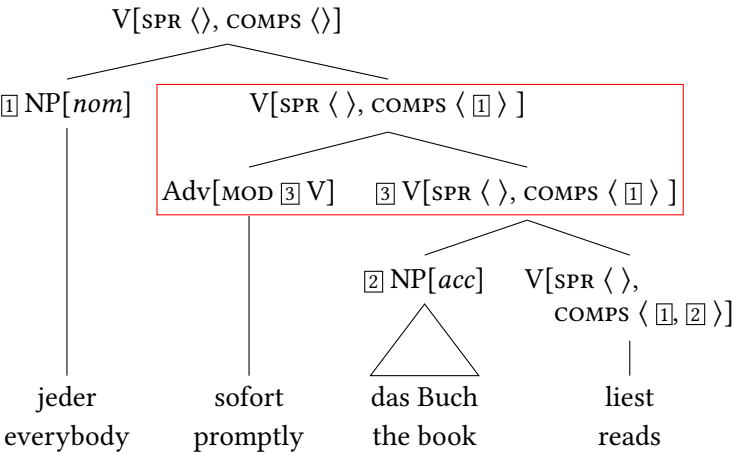 V[SPR ⟨⟩, COMPS ⟨⟩]
1 NP[nom] V[SPR ⟨ ⟩, COMPS ⟨ 1 ⟩ ]
Adv[MOD 3 V] 3 V[SPR ⟨ ⟩, COMPS ⟨ 1 ⟩ ]
2 NP[acc] V[SPR ⟨ ⟩,
COMPS ⟨ 1, 2 ⟩]
jeder sofort das Buch liest
everybody promptly the book reads